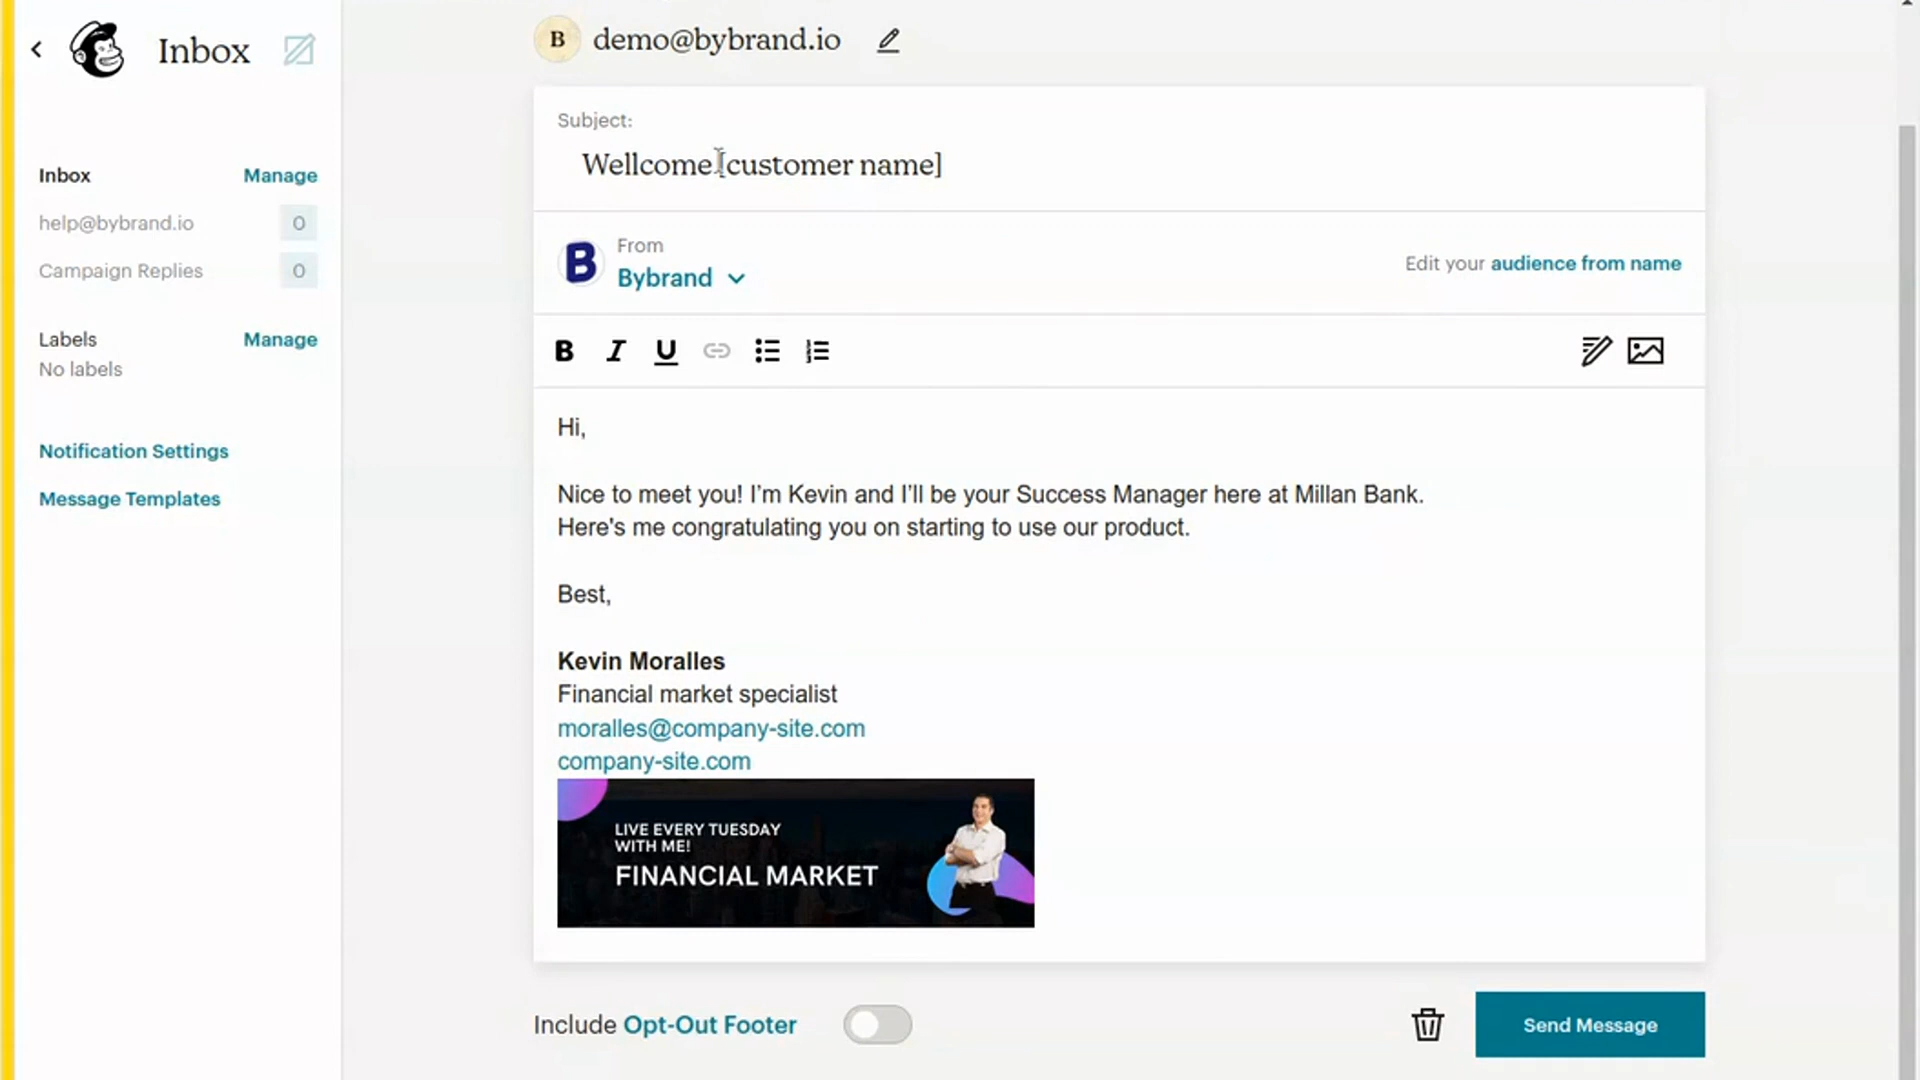 Inbox
B demo@bybrand.io
Subject:
Wellcome [customer name]
Inbox Manage
help@bybrand.io 0
Campaign Replies 0
Labels Manage
No labels
Notification Settings
Message Templates
B From
Bybrand
Edit your audience from name
B I U
Hi,
Nice to meet you! I’m Kevin and I’ll be your Success Manager here at Millan Bank.
Here's me congratulating you on starting to use our product.
Best,
Kevin Moralles
Financial market specialist
moralles@company-site.com
company-site.com
LIVE EVERY TUESDAY
WITH ME!
FINANCIAL MARKET
Include Opt-Out Footer
Send Message